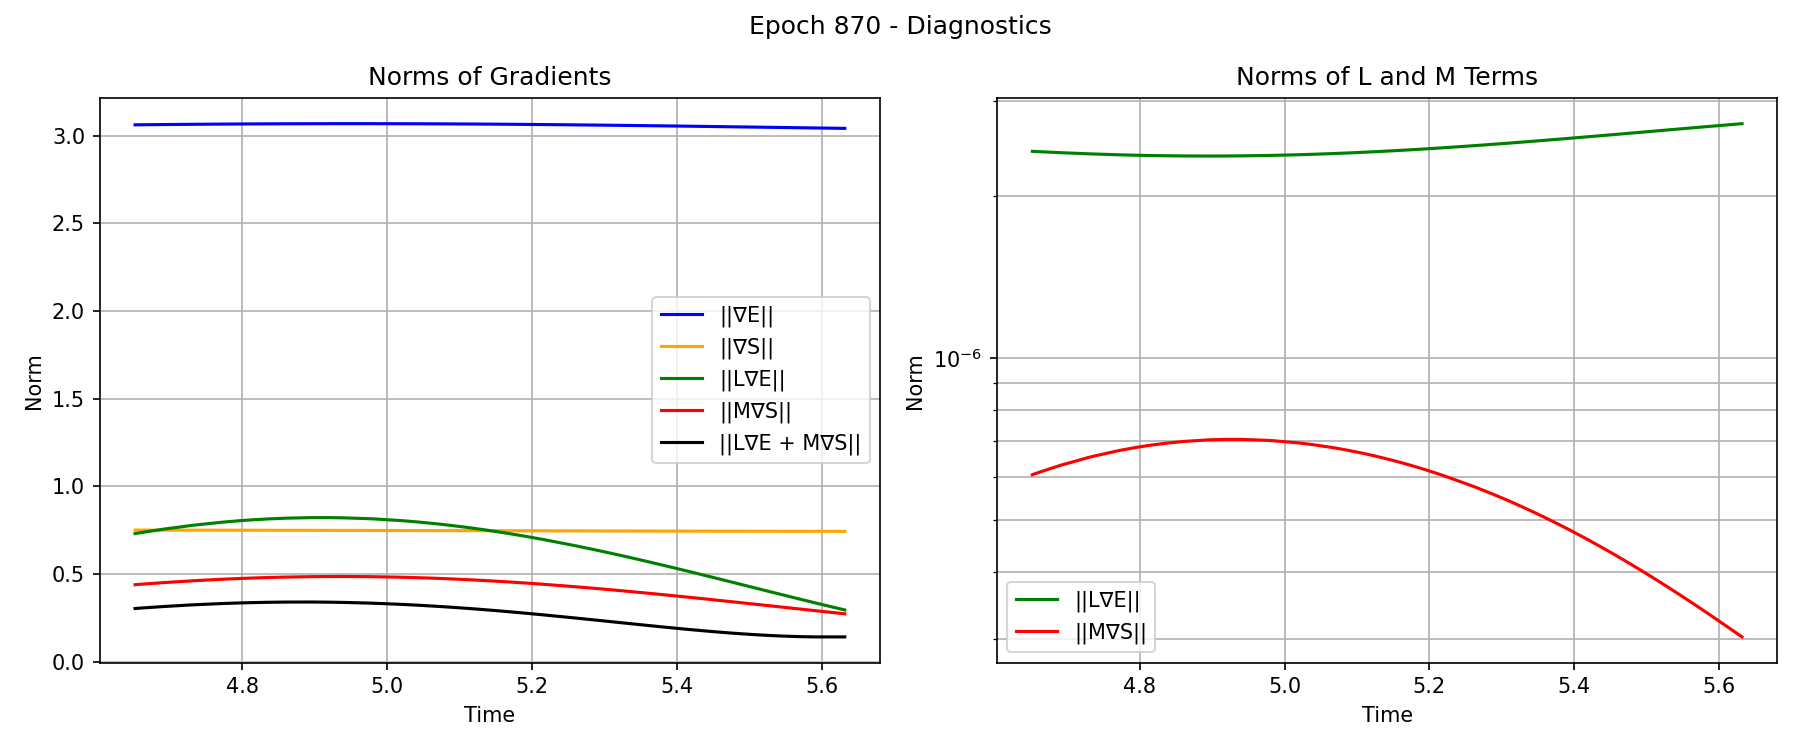 Epoch 870 - Diagnostics
Norms of Gradients
Norm
3.0
2.5
2.0
1.5
1.0
0.5
0.0
||∇E||
||∇S||
||L∇E||
||M∇S||
||L∇E + M∇S||
4.8 5.0 5.2 5.4 5.6
Time
Norms of L and M Terms
Norm
10⁻⁶
||L∇E||
||M∇S||
4.8 5.0 5.2 5.4 5.6
Time